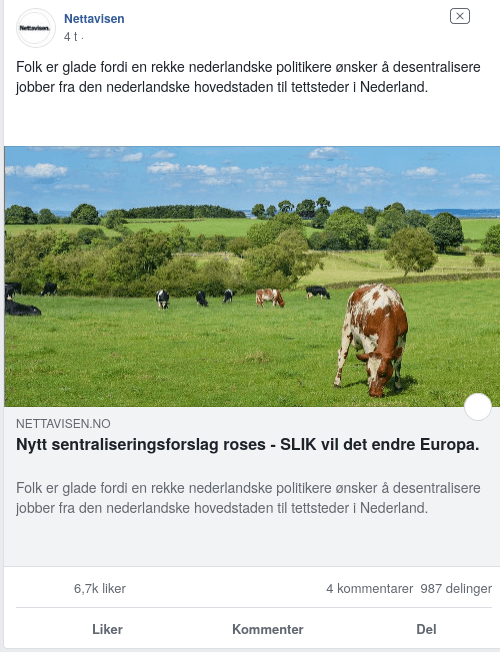 Nettavisen.
Nettavisen
4 t ·
Folk er glade fordi en rekke nederlandske politikere ønsker å desentralisere
jobber fra den nederlandske hovedstaden til tettsteder i Nederland.
NETTAVISEN.NO
Nytt sentraliseringsforslag roses - SLIK vil det endre Europa.
Folk er glade fordi en rekke nederlandske politikere ønsker å desentralisere
jobber fra den nederlandske hovedstaden til tettsteder i Nederland.
6,7k liker 4 kommentarer 987 delinger
Liker Kommenter Del